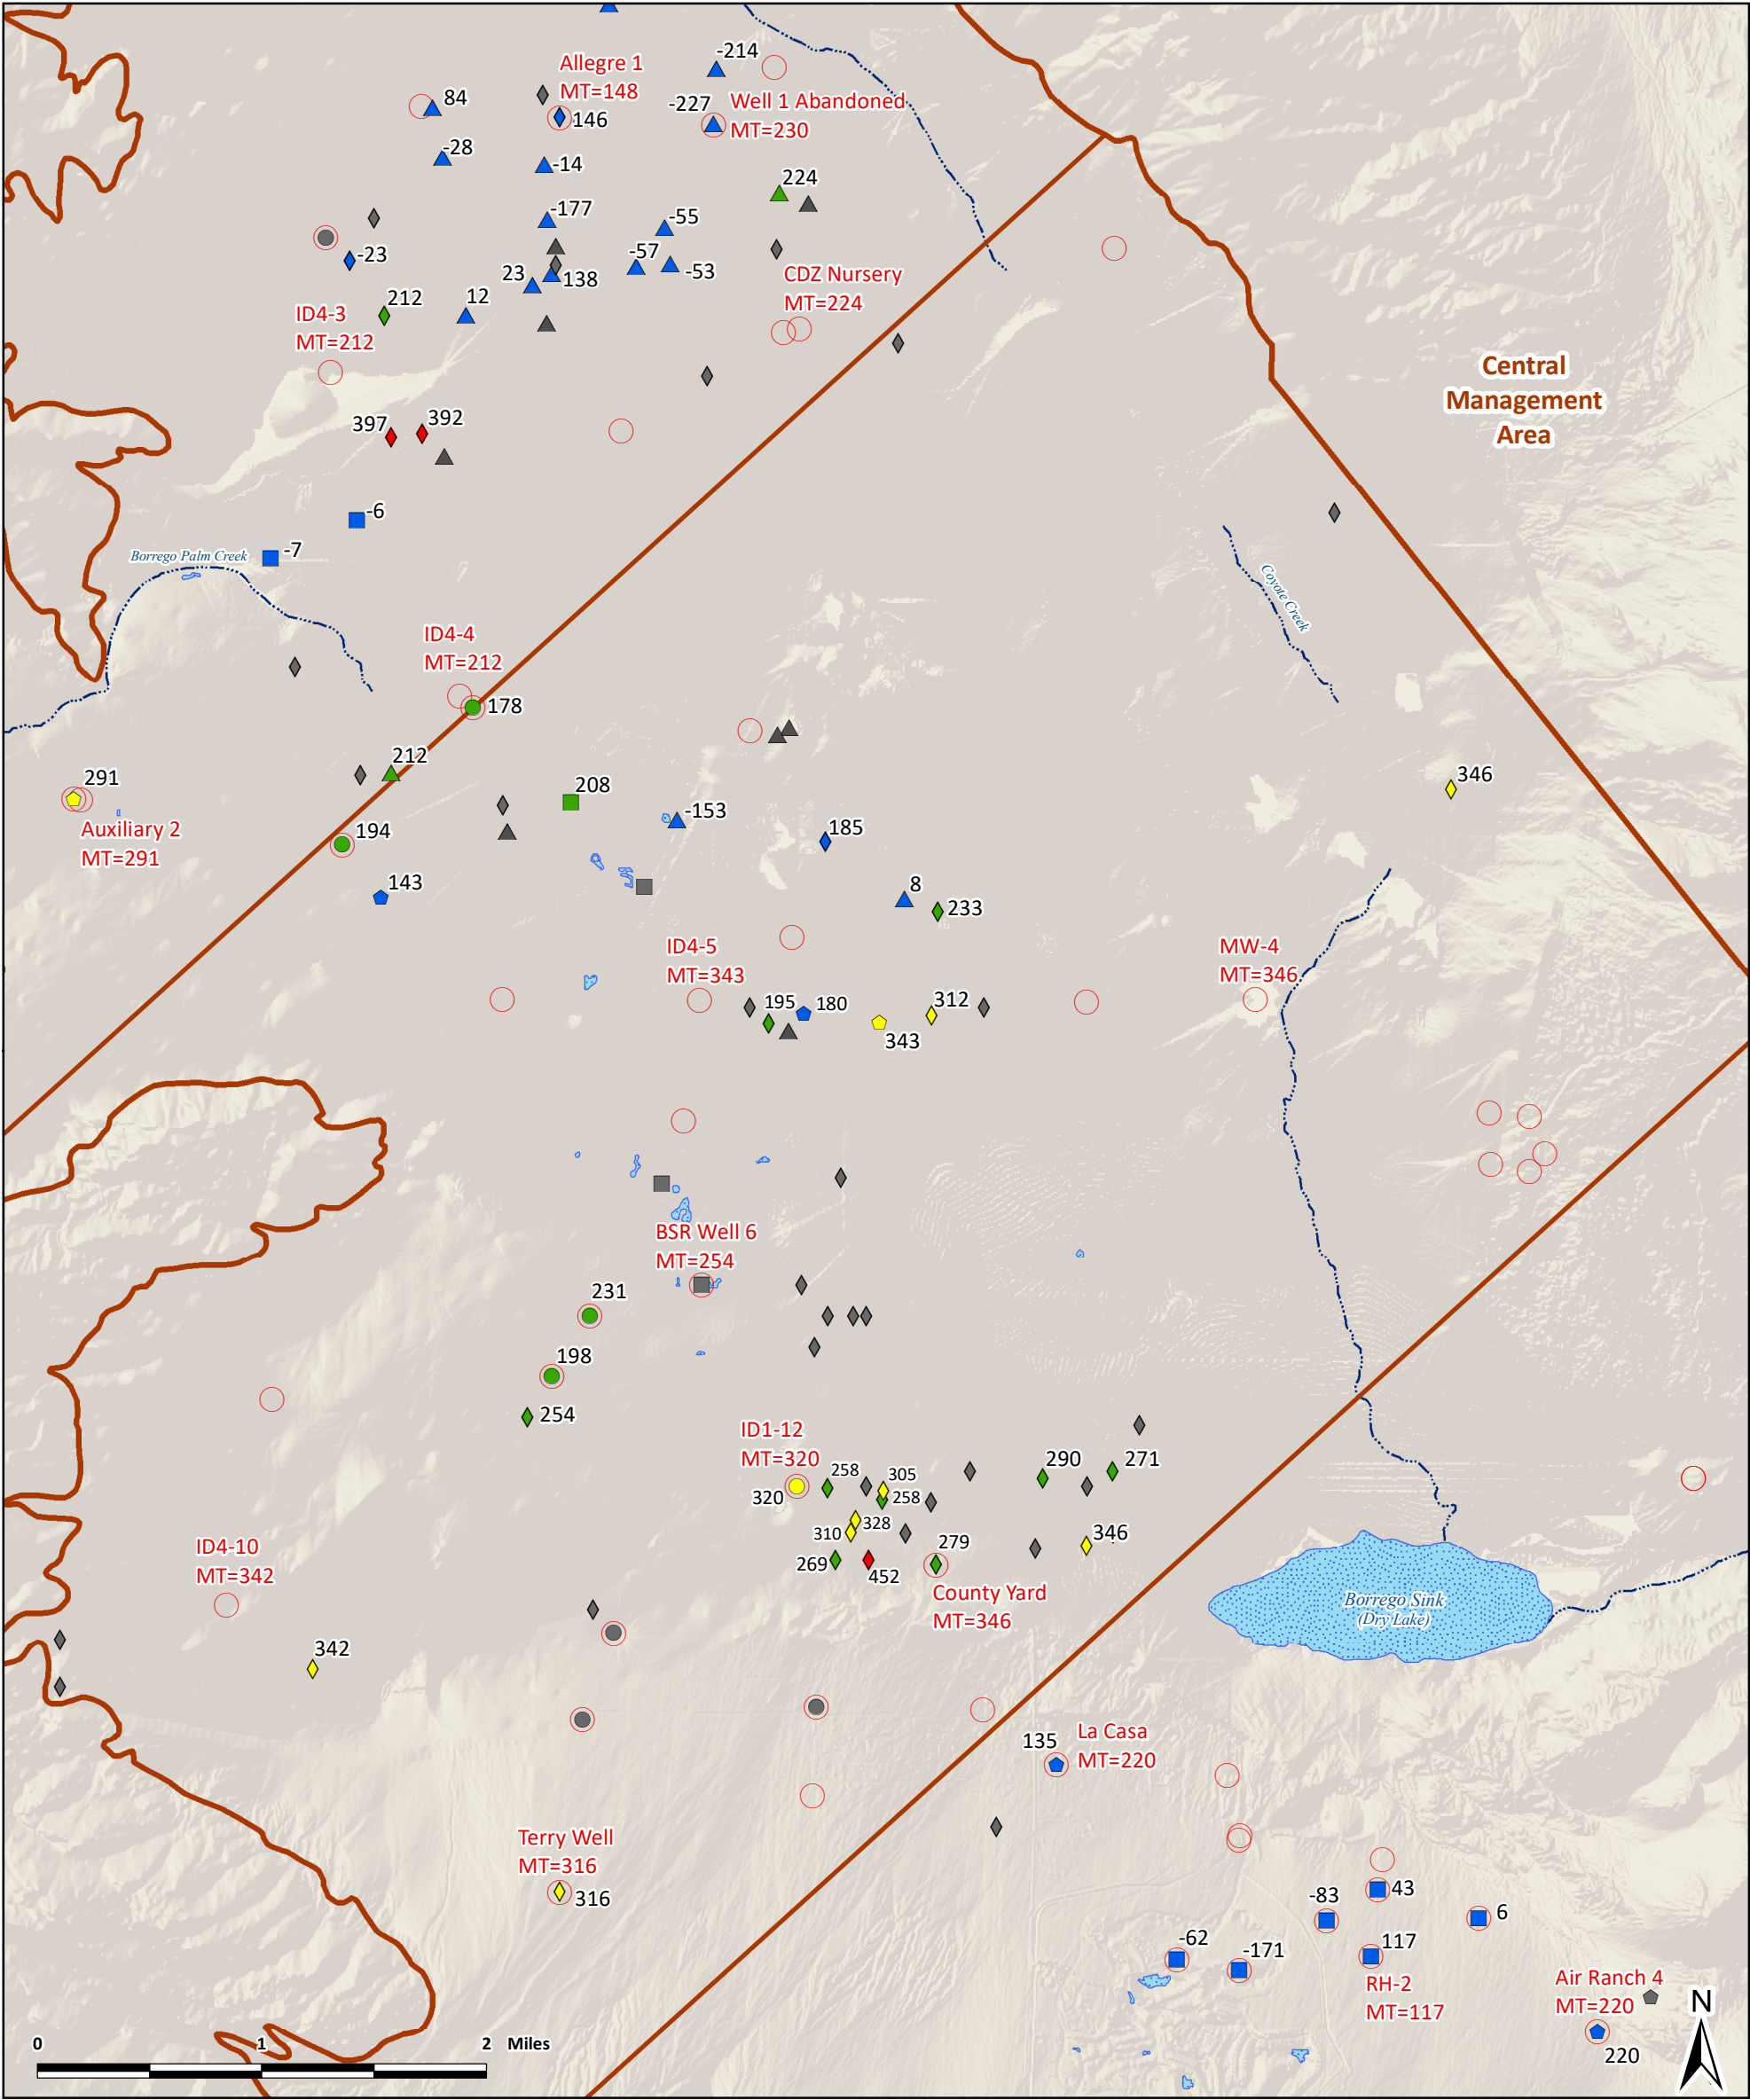 -214
Allegre 1
MT=148
84
-227
Well 1 Abandoned
MT=230
146
-28
-14
224
-177
-55
-23
-57
-53
CDZ Nursery
MT=224
23
138
212
12
ID4-3
MT=212
Central
Management
Area
397
392
-6
-7
Borrego Palm Creek
Coyote Creek
ID4-4
MT=212
178
212
291
346
208
-153
Auxiliary 2
MT=291
194
185
143
8
233
ID4-5
MT=343
MW-4
MT=346
195
180
312
343
BSR Well 6
MT=254
231
198
254
ID1-12
MT=320
258
305
290
271
320
258
328
310
346
279
269
452
ID4-10
MT=342
County Yard
MT=346
Borrego Sink
(Dry Lake)
342
135
La Casa
MT=220
Terry Well
MT=316
316
43
-83
6
-62
-171
117
RH-2
MT=117
Air Ranch 4
MT=220
N
220
0
1
2 Miles